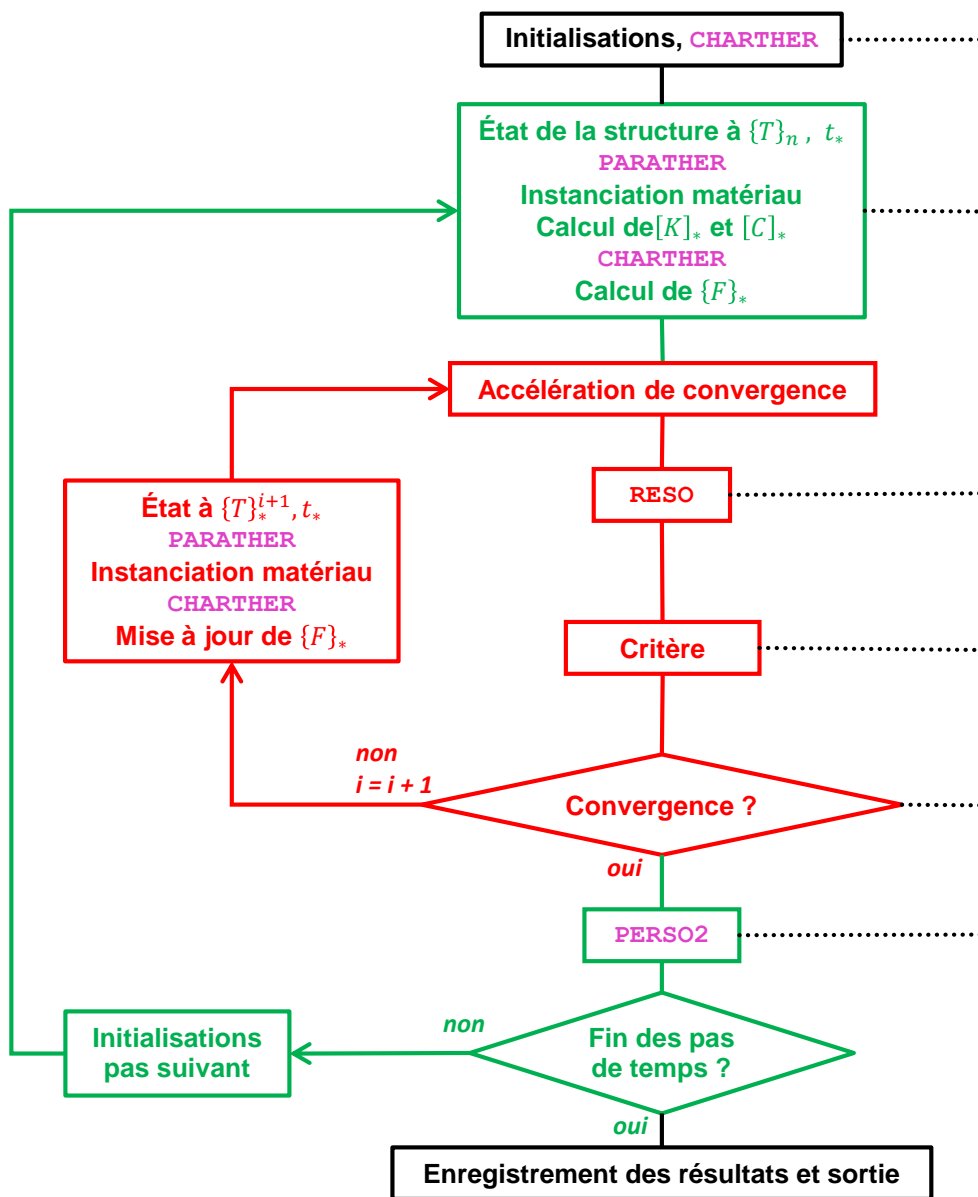 Initialisations, CHARTHER
État de la structure à {T}ₙ , t*
PARATHER
Instanciation matériau
Calcul de[K]* et [C]*
CHARTHER
Calcul de {F}*
Accélération de convergence
RESO
État à {T}*^{i+1}, t*
PARATHER
Instanciation matériau
CHARTHER
Mise à jour de {F}*
Critère
non
i = i + 1
Convergence ?
oui
PERSO2
Initialisations
pas suivant
non
Fin des pas
de temps ?
oui
Enregistrement des résultats et sortie